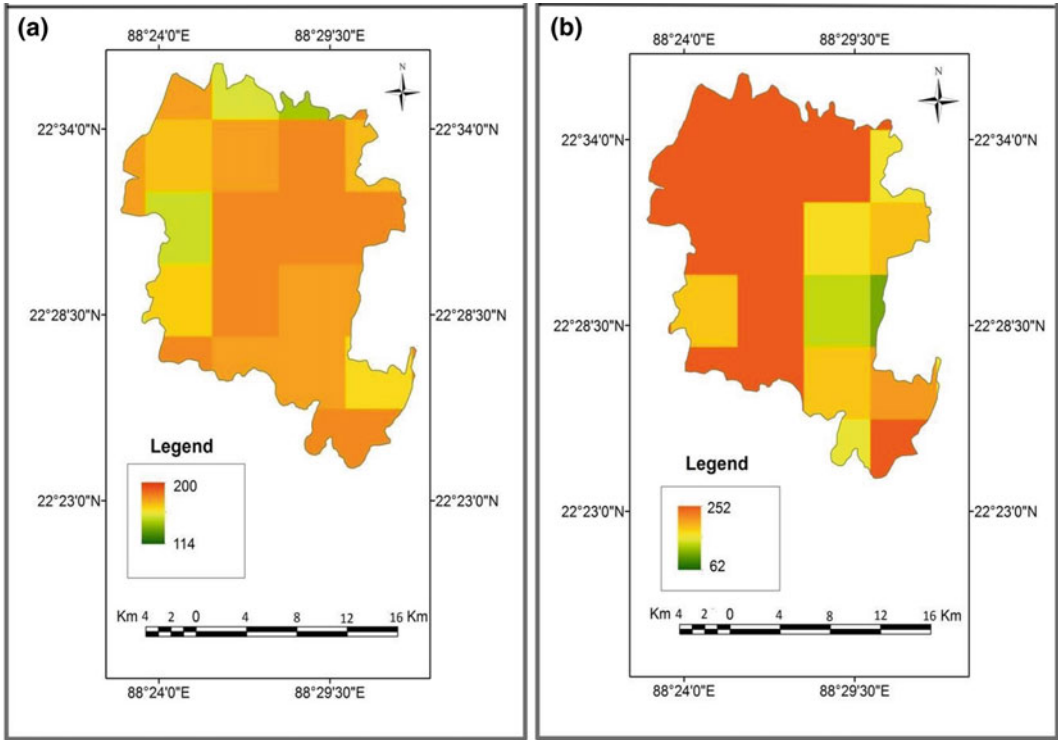 (a)
88°24'0"E 88°29'30"E
N
22°34'0"N 22°34'0"N
22°28'30"N 22°28'30"N
22°23'0"N 22°23'0"N
Legend
200
114
Km 4 2 0 4 8 12 16 Km
88°24'0"E 88°29'30"E
(b)
88°24'0"E 88°29'30"E
N
22°34'0"N 22°34'0"N
22°28'30"N 22°28'30"N
22°23'0"N 22°23'0"N
Legend
252
62
Km 4 2 0 4 8 12 16 Km
88°24'0"E 88°29'30"E